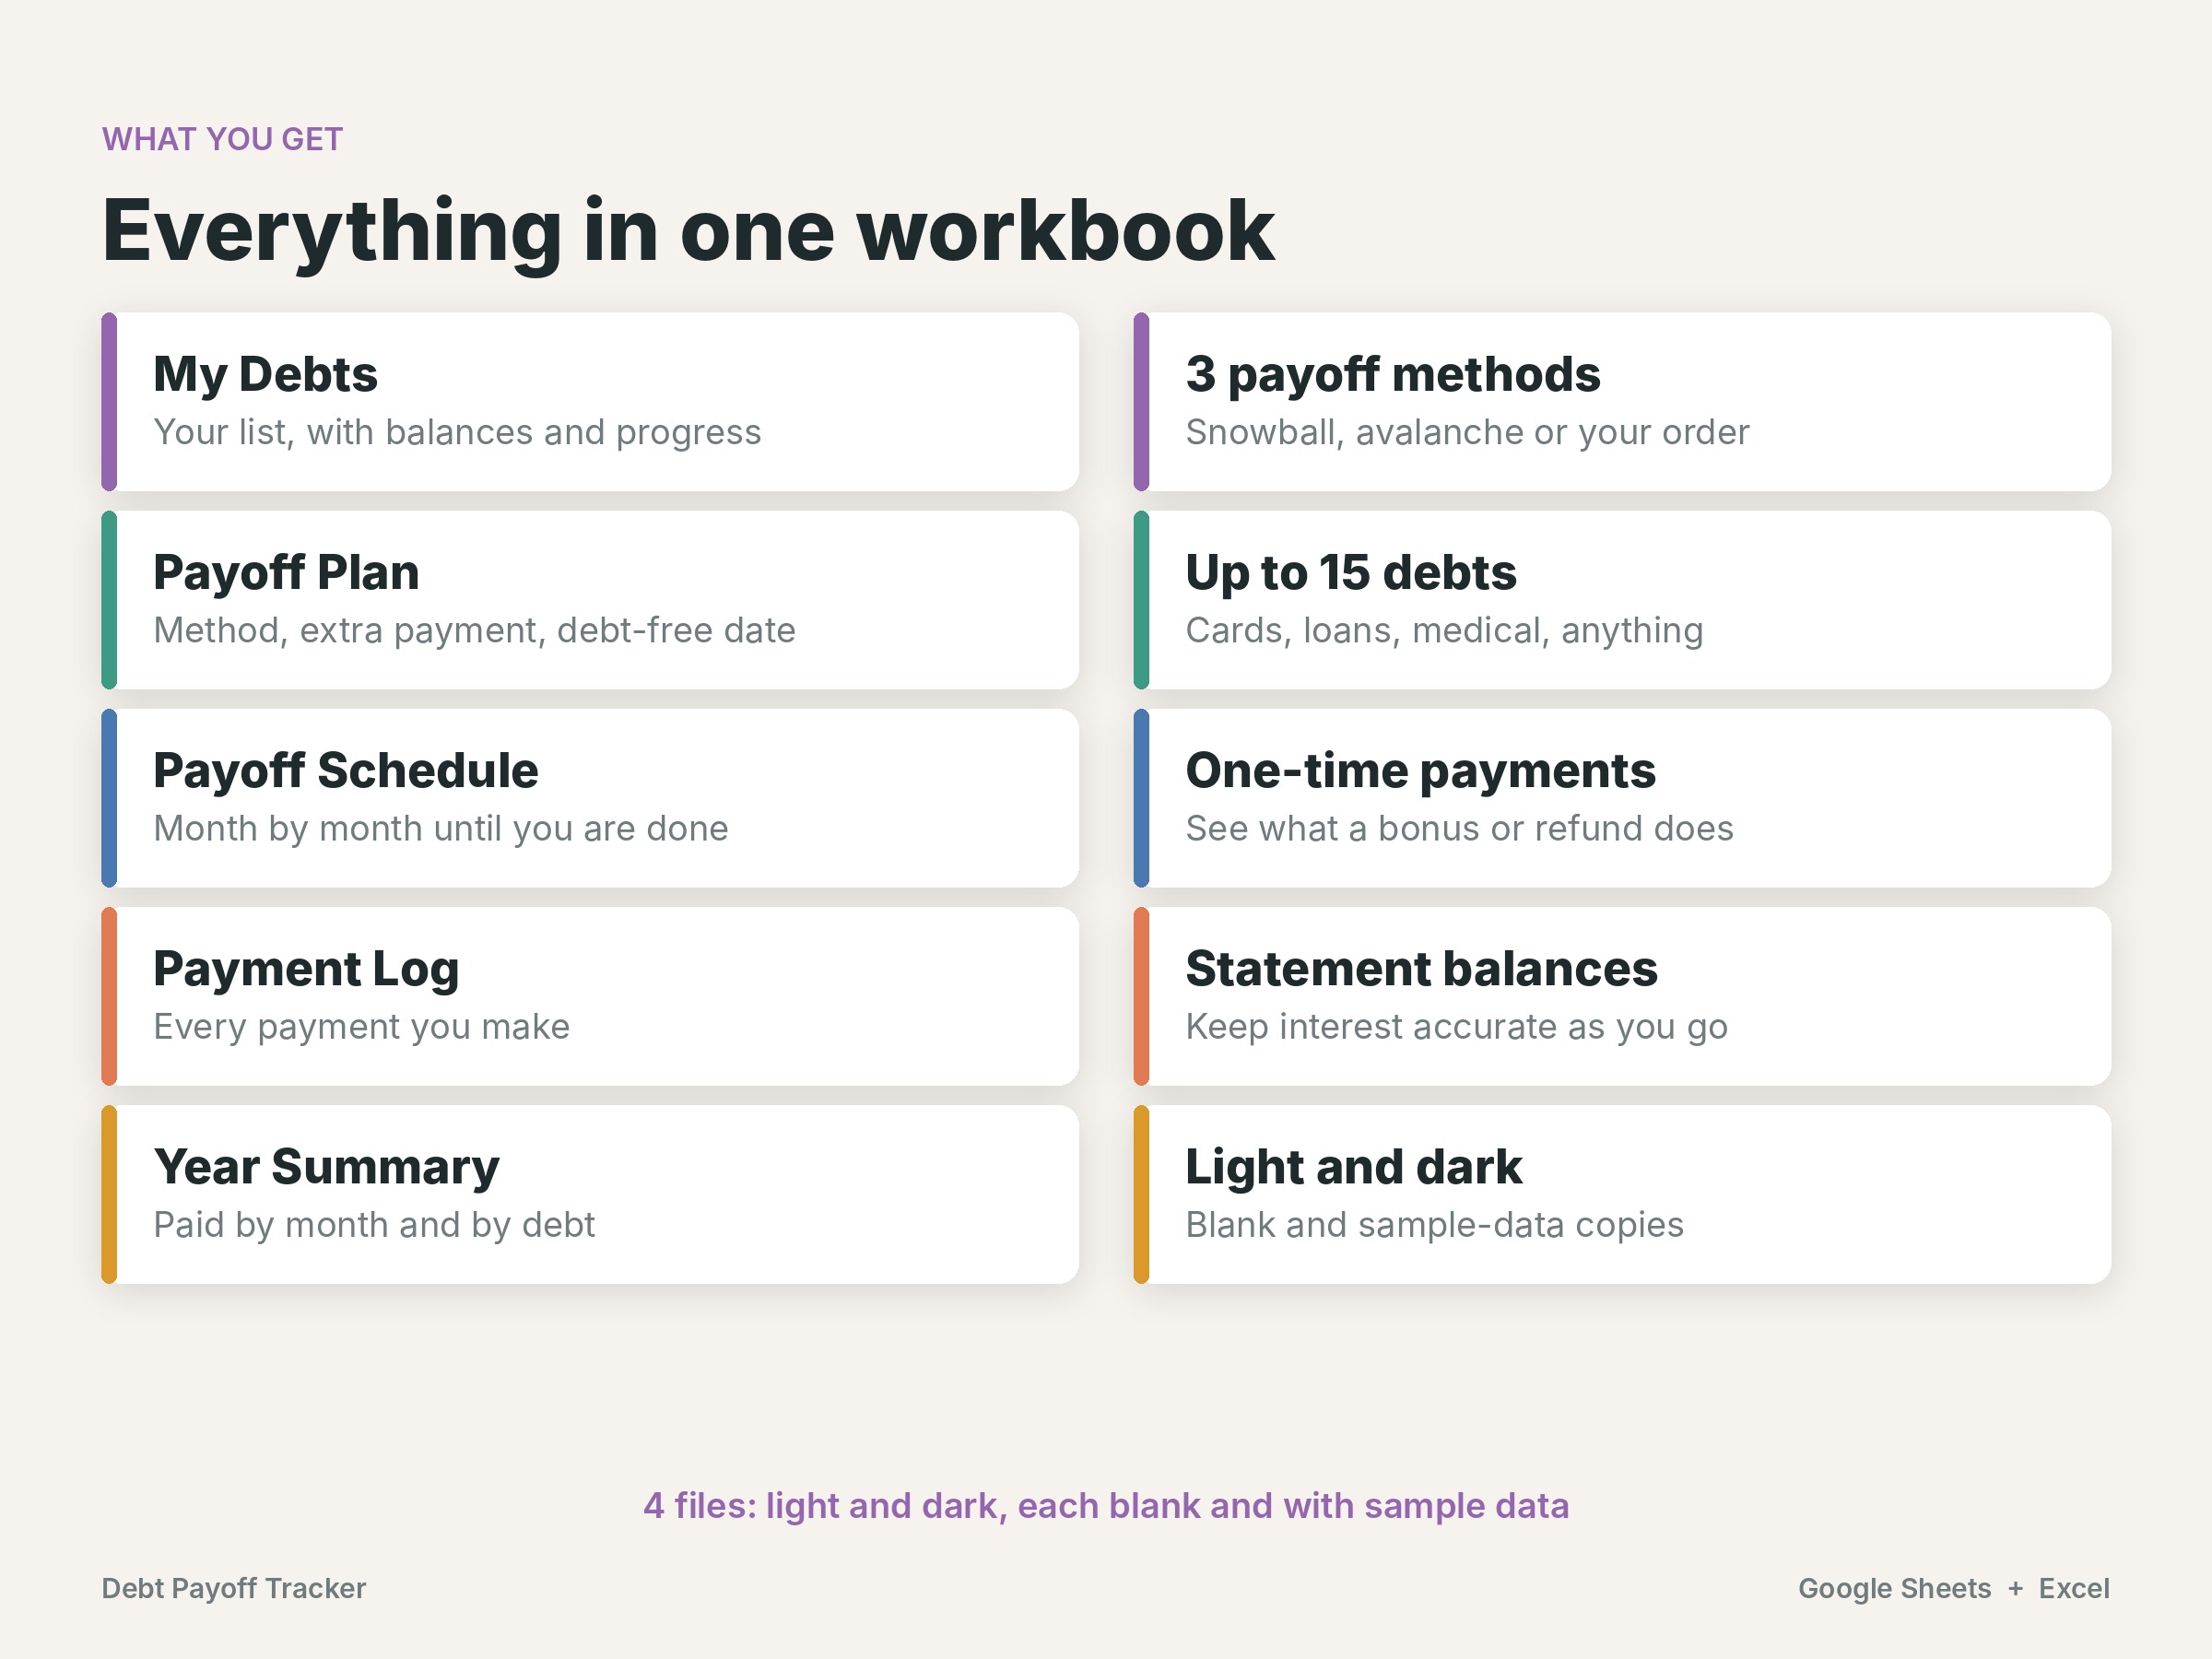 WHAT YOU GET
Everything in one workbook
My Debts
Your list, with balances and progress
3 payoff methods
Snowball, avalanche or your order
Payoff Plan
Method, extra payment, debt-free date
Up to 15 debts
Cards, loans, medical, anything
Payoff Schedule
Month by month until you are done
One-time payments
See what a bonus or refund does
Payment Log
Every payment you make
Statement balances
Keep interest accurate as you go
Year Summary
Paid by month and by debt
Light and dark
Blank and sample-data copies
4 files: light and dark, each blank and with sample data
Debt Payoff Tracker
Google Sheets + Excel